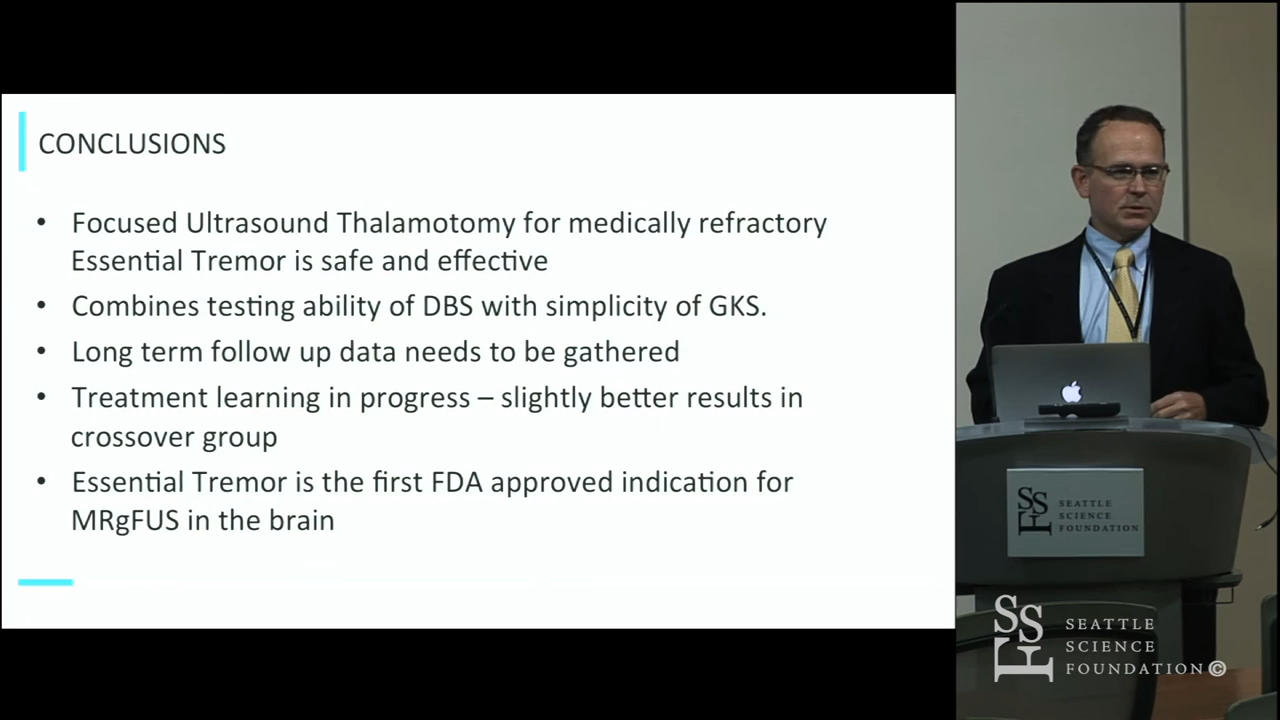 CONCLUSIONS
• Focused Ultrasound Thalamotomy for medically refractory
Essential Tremor is safe and effective
• Combines testing ability of DBS with simplicity of GKS.
• Long term follow up data needs to be gathered
• Treatment learning in progress – slightly better results in
crossover group
• Essential Tremor is the first FDA approved indication for
MRgFUS in the brain
SSF
SEATTLE
SCIENCE
FOUNDATION
SSF
SEATTLE
SCIENCE
FOUNDATION©